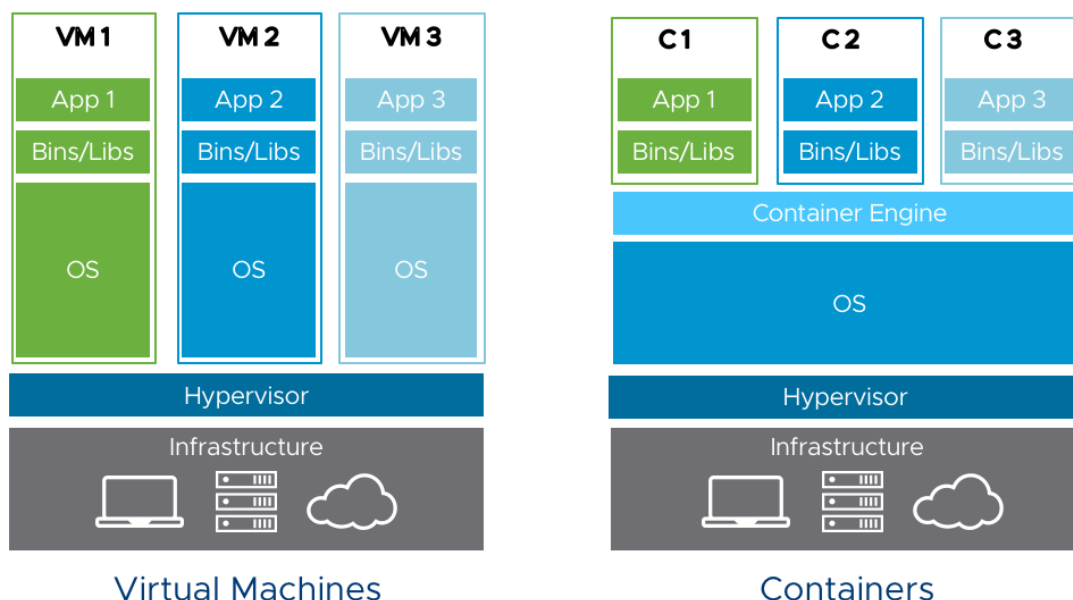 VM 1
VM 2
VM 3
App 1
App 2
App 3
Bins/Libs
Bins/Libs
Bins/Libs
OS
OS
OS
Hypervisor
Infrastructure
Virtual Machines
C 1
C 2
C 3
App 1
App 2
App 3
Bins/Libs
Bins/Libs
Bins/Libs
Container Engine
OS
Hypervisor
Infrastructure
Containers